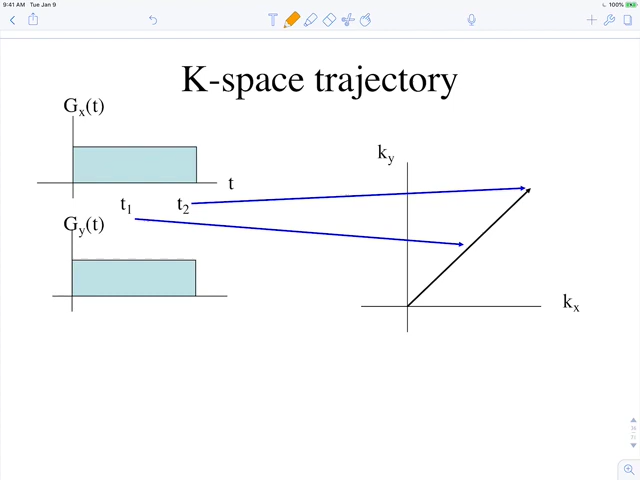 9:41 AM Tue Jan 9
100%
T
K-space trajectory
Gx(t)
ky
t
t1
t2
Gy(t)
kx